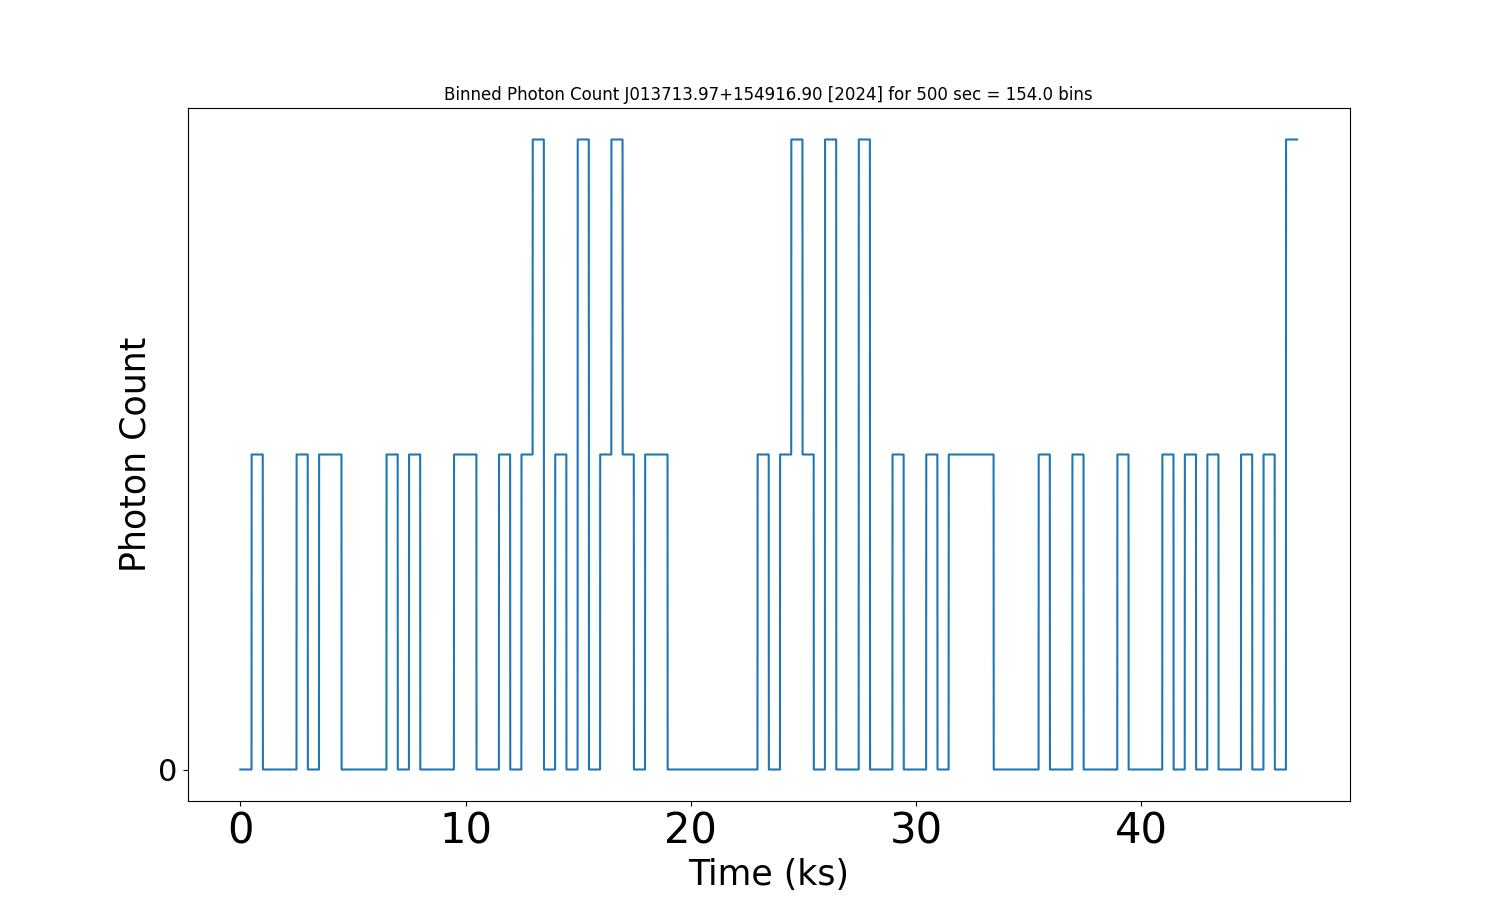 Binned Photon Count J013713.97+154916.90 [2024] for 500 sec = 154.0 bins
Photon Count
0
0 10 20 30 40
Time (ks)